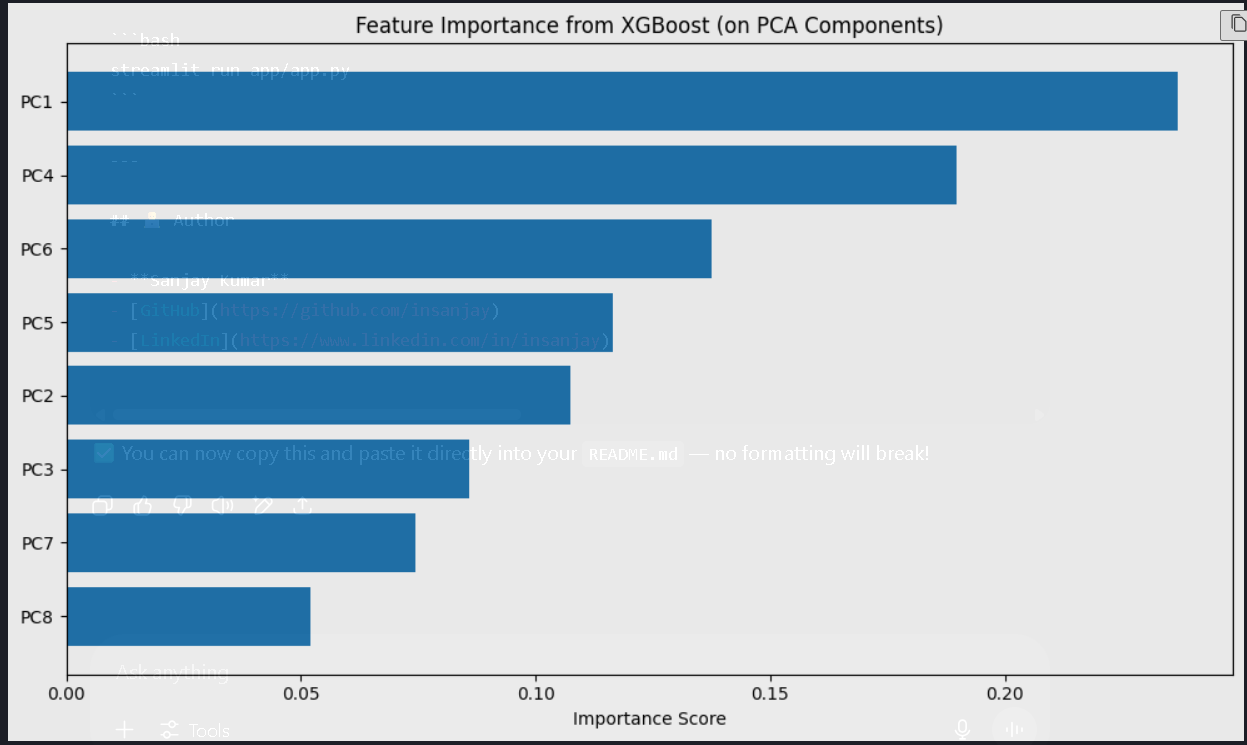 Feature Importance from XGBoost (on PCA Components)
```bash
streamlit run app/app.py
```
PC1
---
PC4
## Author
PC6
- **Sanjay Kumar**
- [GitHub](https://github.com/insanjay)
PC5
- [LinkedIn](https://www.linkedin.com/in/insanjay)
PC2
✅ You can now copy this and paste it directly into your README.md — no formatting will break!
PC3
PC7
PC8
Ask anything
0.00 0.05 0.10 0.15 0.20
Importance Score
Tools